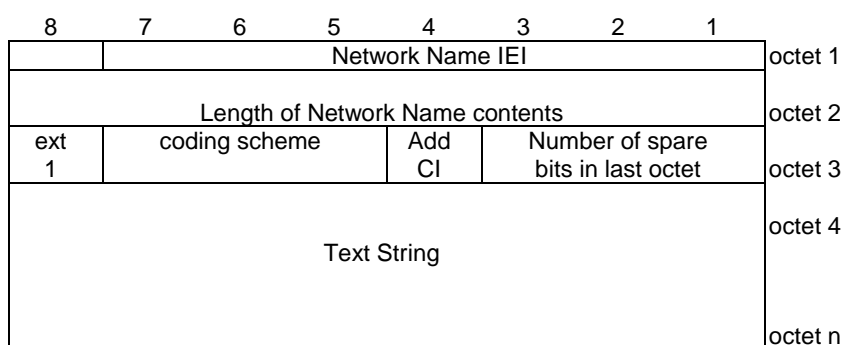 8 7 6 5 4 3 2 1
Network Name IEI octet 1
Length of Network Name contents octet 2
ext coding scheme Add Number of spare
1 CI bits in last octet octet 3
octet 4
Text String
octet n